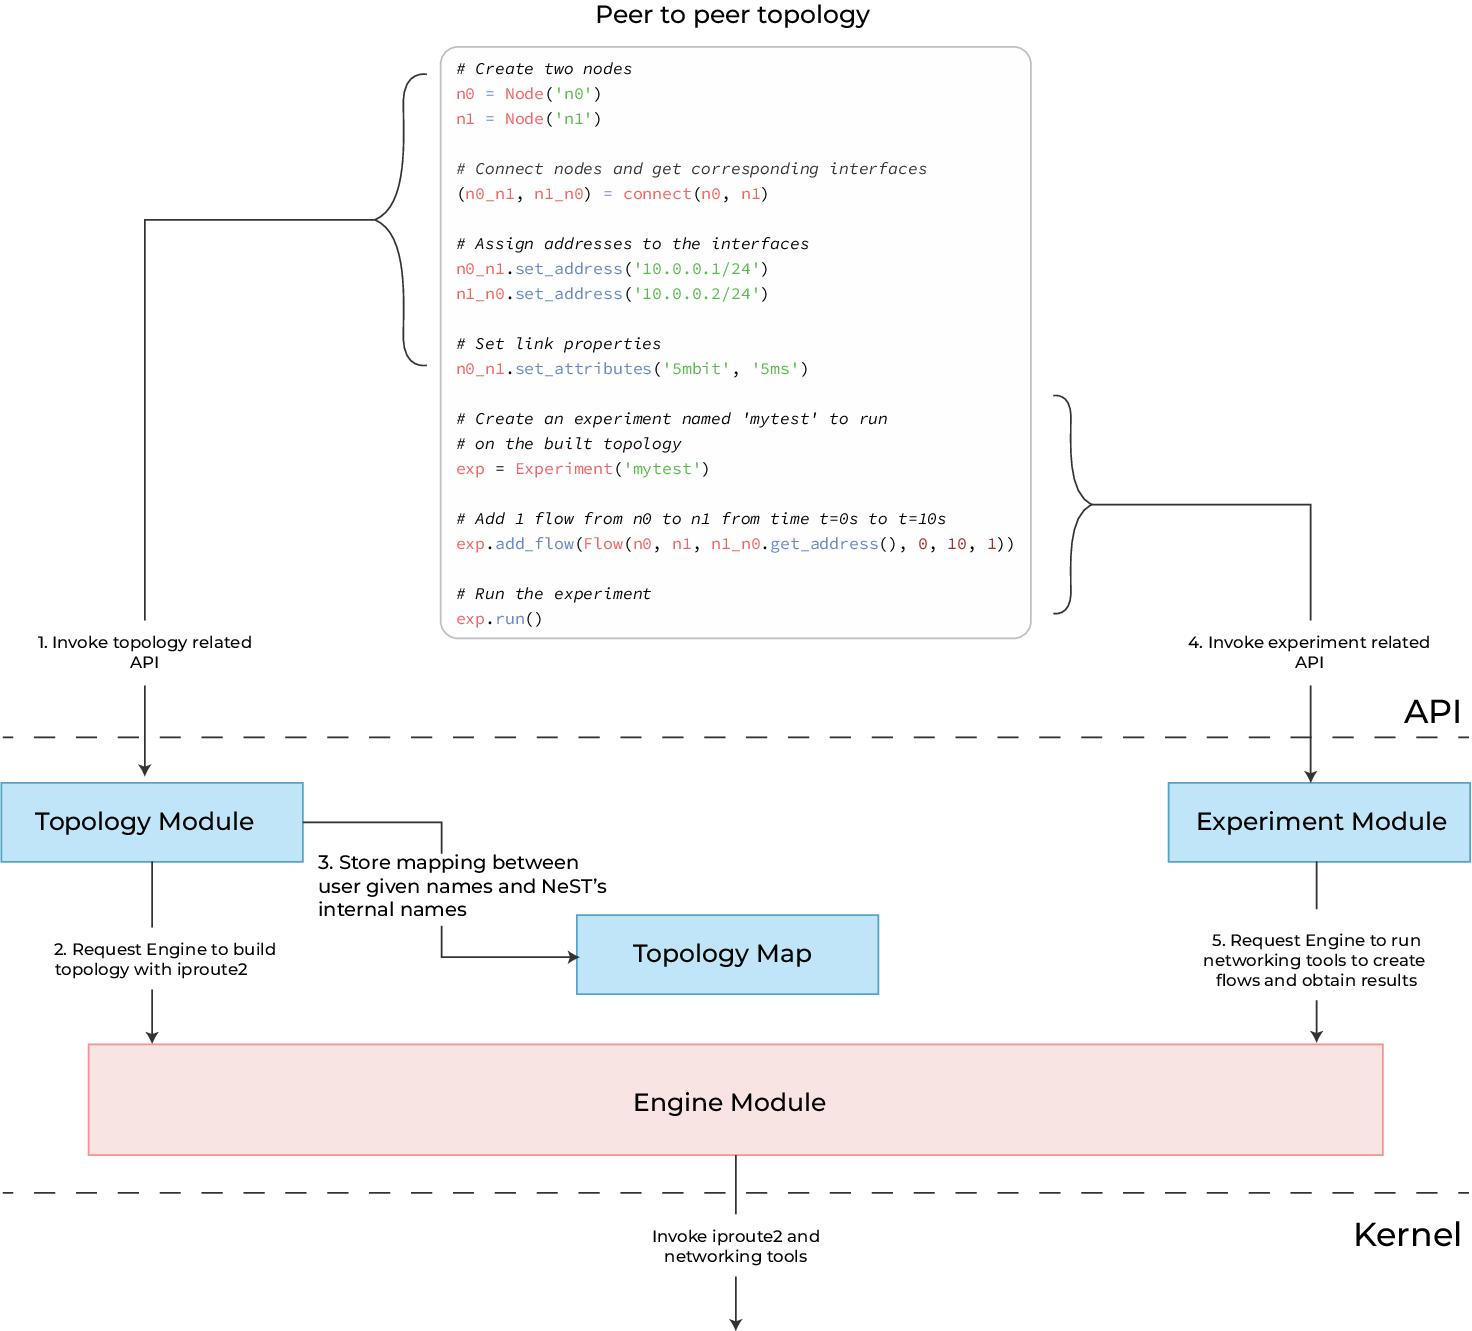 Peer to peer topology
# Create two nodes
n0 = Node('n0')
n1 = Node('n1')
# Connect nodes and get corresponding interfaces
(n0_n1, n1_n0) = connect(n0, n1)
# Assign addresses to the interfaces
n0_n1.set_address('10.0.0.1/24')
n1_n0.set_address('10.0.0.2/24')
# Set link properties
n0_n1.set_attributes('5mbit', '5ms')
# Create an experiment named 'mytest' to run
# on the built topology
exp = Experiment('mytest')
# Add 1 flow from n0 to n1 from time t=0s to t=10s
exp.add_flow(Flow(n0, n1, n1_n0.get_address(), 0, 10, 1))
# Run the experiment
exp.run()
1. Invoke topology related
API
4. Invoke experiment related
API
API
Topology Module
Experiment Module
3. Store mapping between
user given names and NeST’s
internal names
Topology Map
2. Request Engine to build
topology with iproute2
5. Request Engine to run
networking tools to create
flows and obtain results
Engine Module
Kernel
Invoke iproute2 and
networking tools